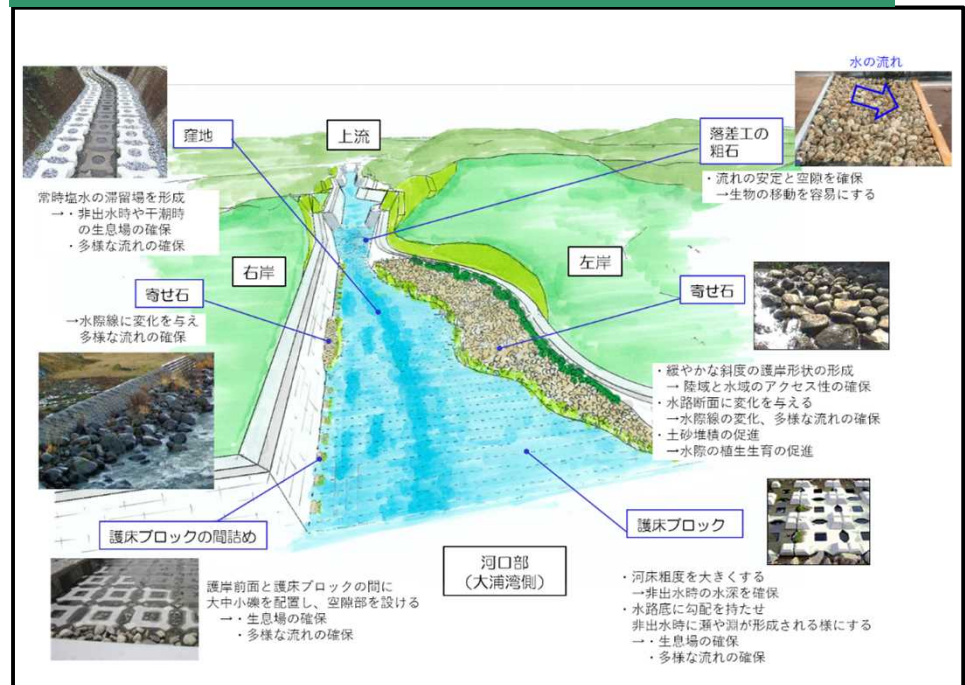 水の流れ
上流
窪地
落差工の
粗石
・流れの安定と空隙を確保
→生物の移動を容易にする
常時塩水の滞留場を形成
→・非出水時や干潮時
の生息場の確保
・多様な流れの確保
右岸
左岸
寄せ石
→水際線に変化を与え
多様な流れの確保
寄せ石
・緩やかな斜度の護岸形状の形成
→ 陸域と水域のアクセス性の確保
・水路断面に変化を与える
→水際線の変化、多様な流れの確保
・土砂堆積の促進
→水際の植生生育の促進
護床ブロックの間詰め
護岸前面と護床ブロックの間に
大中小礫を配置し、空隙部を設ける
→・生息場の確保
・多様な流れの確保
河口部
（大浦湾側）
護床ブロック
・河床粗度を大きくする
→非出水時の水深を確保
・水路底に勾配を持たせ
非出水時に瀬や淵が形成される様にする
→・生息場の確保
・多様な流れの確保